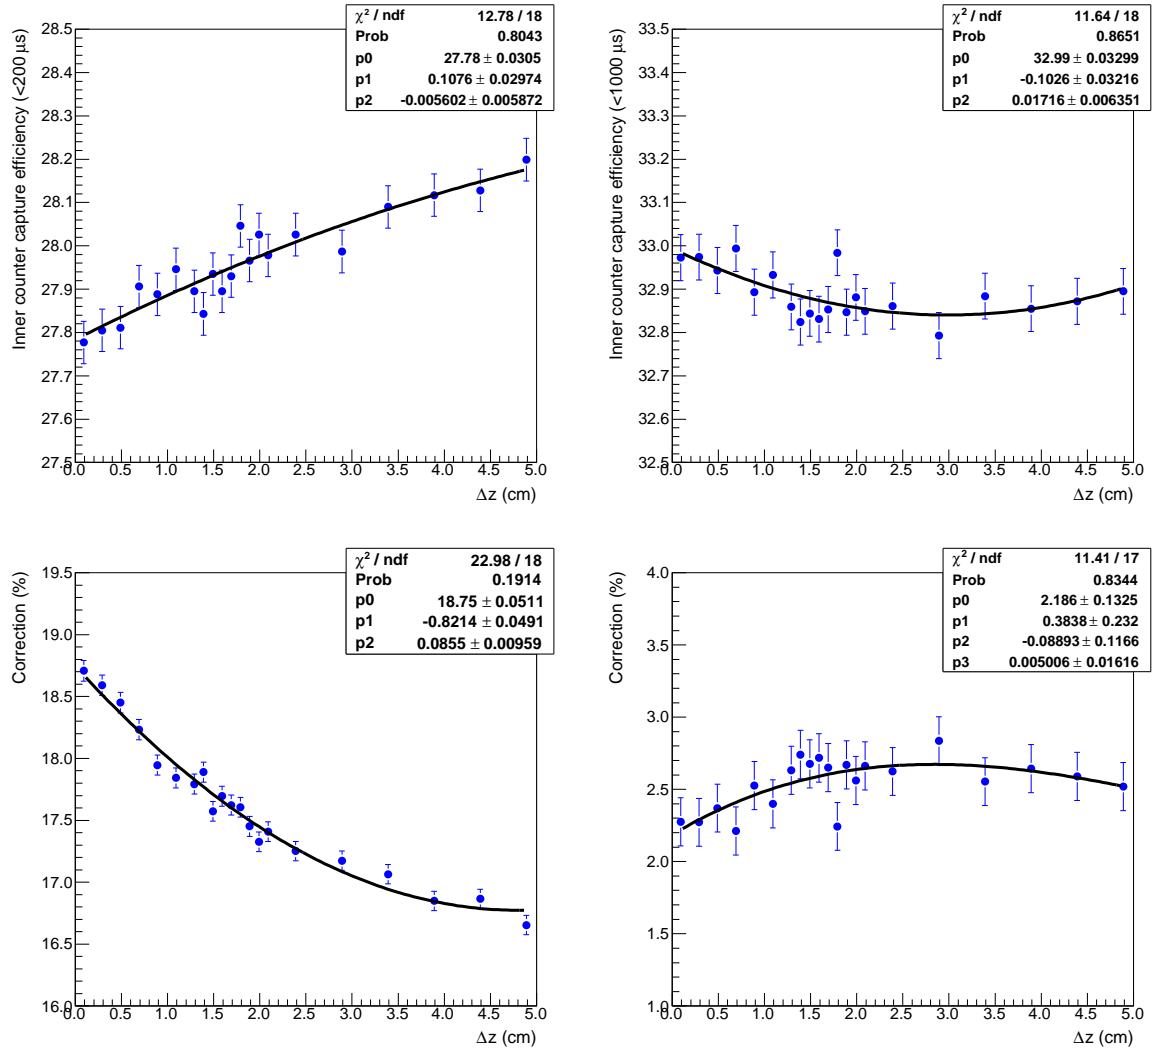 χ² / ndf 12.78 / 18
Prob 0.8043
p0 27.78 ± 0.0305
p1 0.1076 ± 0.02974
p2 -0.005602 ± 0.005872
Inner counter capture efficiency (<200 μs)
28.5
28.4
28.3
28.2
28.1
28.0
27.9
27.8
27.7
27.6
27.5
0.0 0.5 1.0 1.5 2.0 2.5 3.0 3.5 4.0 4.5 5.0
Δz (cm)
χ² / ndf 11.64 / 18
Prob 0.8651
p0 32.99 ± 0.03299
p1 -0.1026 ± 0.03216
p2 0.01716 ± 0.006351
Inner counter capture efficiency (<1000 μs)
33.5
33.4
33.3
33.2
33.1
33.0
32.9
32.8
32.7
32.6
32.5
0.0 0.5 1.0 1.5 2.0 2.5 3.0 3.5 4.0 4.5 5.0
Δz (cm)
χ² / ndf 22.98 / 18
Prob 0.1914
p0 18.75 ± 0.0511
p1 -0.8214 ± 0.0491
p2 0.0855 ± 0.00959
Correction (%)
19.5
19.0
18.5
18.0
17.5
17.0
16.5
16.0
0.0 0.5 1.0 1.5 2.0 2.5 3.0 3.5 4.0 4.5 5.0
Δz (cm)
χ² / ndf 11.41 / 17
Prob 0.8344
p0 2.186 ± 0.1325
p1 0.3838 ± 0.232
p2 -0.08893 ± 0.1166
p3 0.005006 ± 0.01616
Correction (%)
4.0
3.5
3.0
2.5
2.0
1.5
1.0
0.0 0.5 1.0 1.5 2.0 2.5 3.0 3.5 4.0 4.5 5.0
Δz (cm)